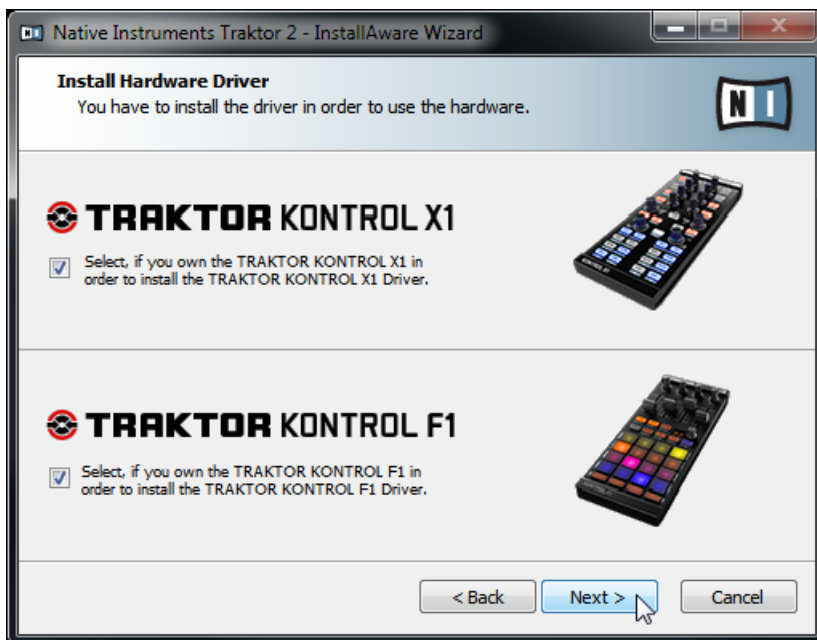 Native Instruments Traktor 2 - InstallAware Wizard
Install Hardware Driver
You have to install the driver in order to use the hardware.
N I
TRAKTOR KONTROL X1
Select, if you own the TRAKTOR KONTROL X1 in
order to install the TRAKTOR KONTROL X1 Driver.
TRAKTOR KONTROL F1
Select, if you own the TRAKTOR KONTROL F1 in
order to install the TRAKTOR KONTROL F1 Driver.
< Back
Next >
Cancel